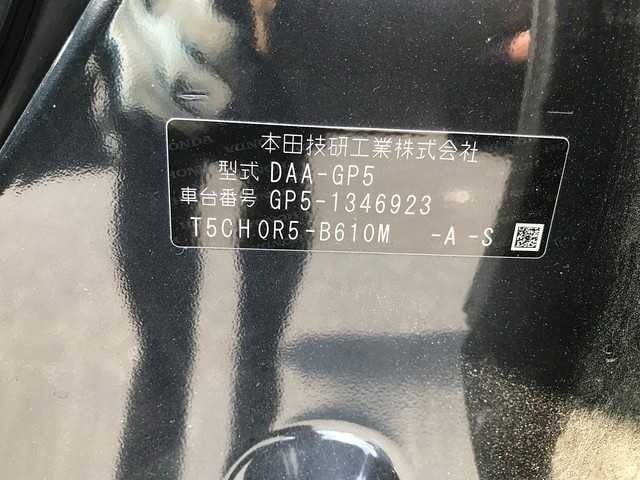 本田技研工業株式会社
型式 DAA-GP5
車台番号 GP5-1346923
T5CH0R5-B610M -A -S